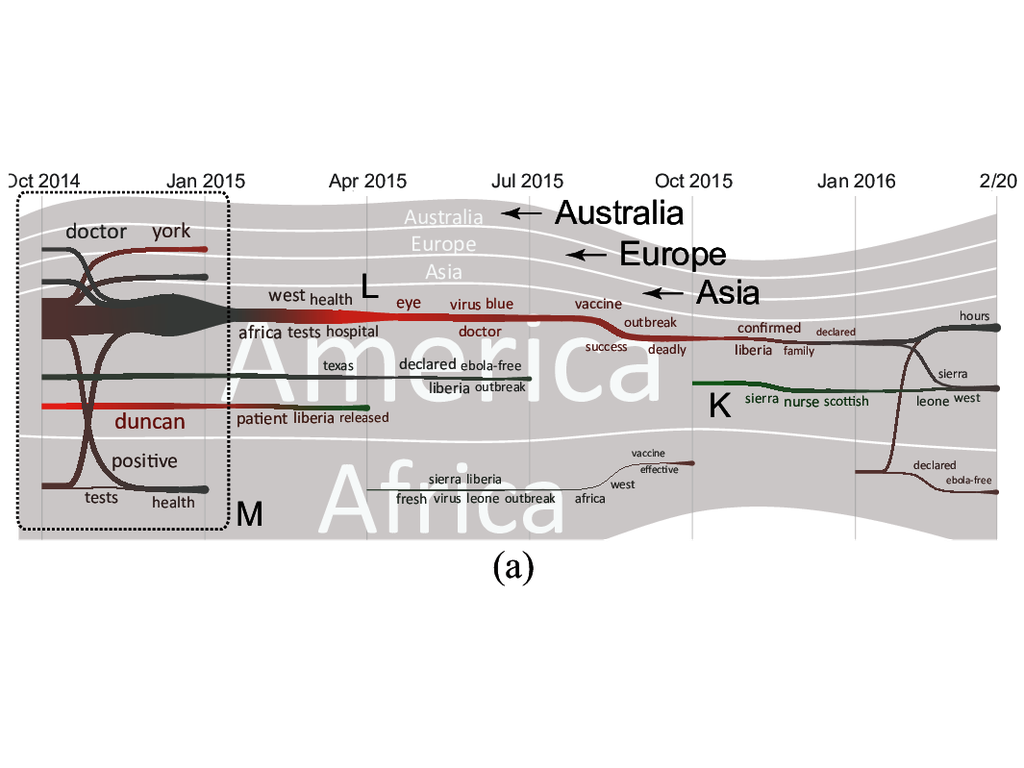 Oct 2014 Jan 2015 Apr 2015 Jul 2015 Oct 2015 Jan 2016 2/20
Australia Australia
Europe Europe
Asia Asia
doctor york
L
west health eye virus blue vaccine hours
africa tests hospital doctor success outbreak deadly confirmed declared
liberia family
America
texas declared ebola-free sierra
liberia outbreak
K sierra nurse scottish leone west
duncan patient liberia released
positive vaccine declared
tests health sierra liberia effective ebola-free
fresh virus leone outbreak africa west
Africa
M
(a)